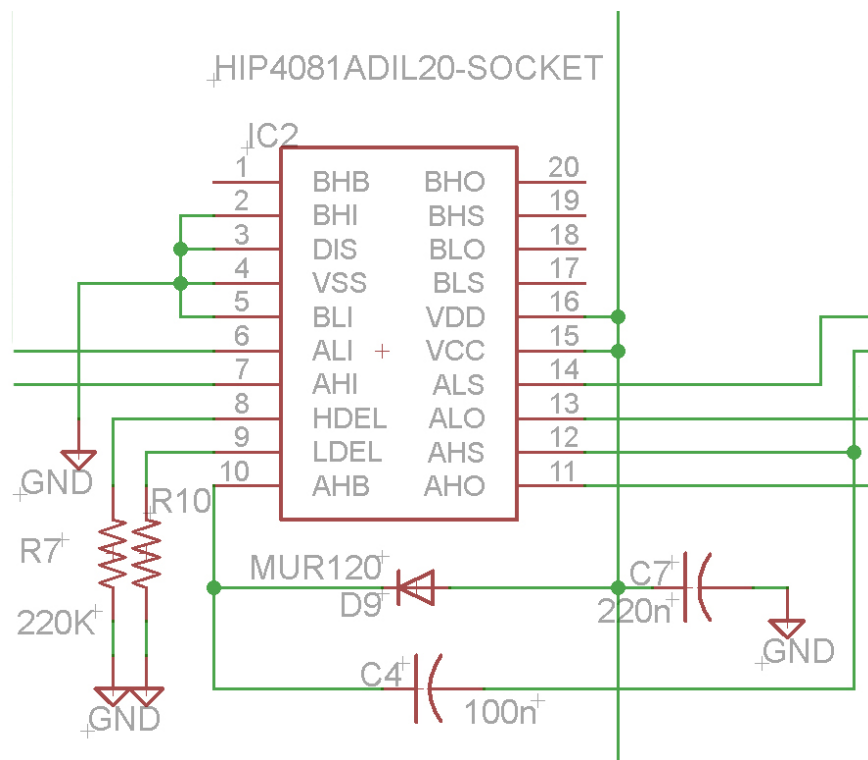 HIP4081ADIL20-SOCKET
IC2
1 BHB BHO 20
2 BHI BHS 19
3 DIS BLO 18
4 VSS BLS 17
5 BLI VDD 16
6 ALI VCC 15
7 AHI ALS 14
8 HDEL ALO 13
9 LDEL AHS 12
10 AHB AHO 11
GND
R10
R7
220K
GND
MUR120
D9
C7
220n
GND
C4
100n